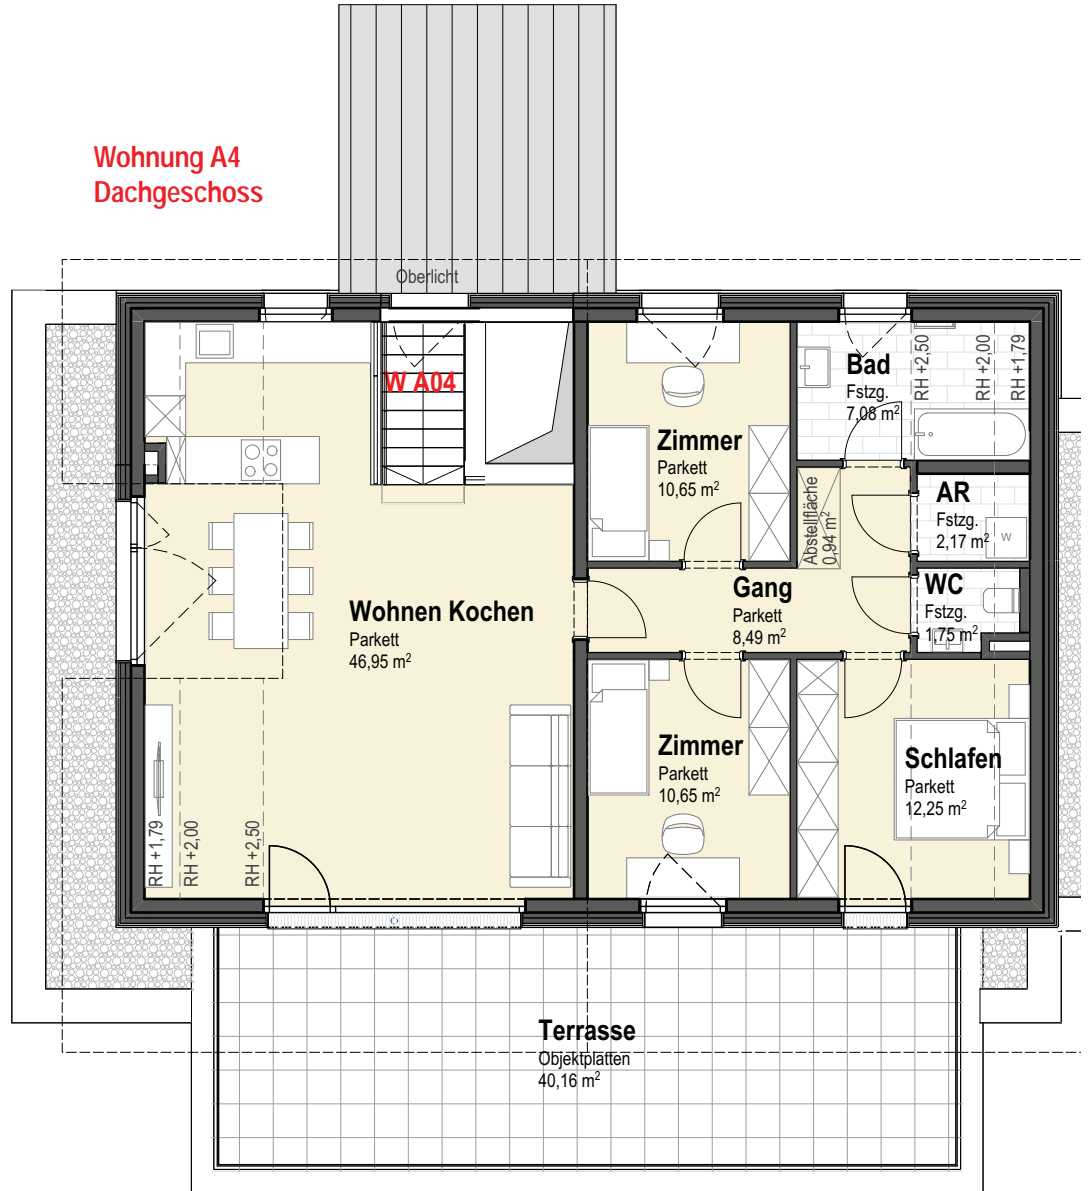 Wohnung A4
Dachgeschoss
Oberlicht
W A04
Bad
Fstzg.
7,08 m²
RH +2,50
RH +2,00
RH +1,79
Zimmer
Parkett
10,65 m²
Abstellfläche
0,94 m²
AR
Fstzg.
2,17 m²
W
Wohnen Kochen
Parkett
46,95 m²
Gang
Parkett
8,49 m²
WC
Fstzg.
1,75 m²
Zimmer
Parkett
10,65 m²
Schlafen
Parkett
12,25 m²
RH +1,79
RH +2,00
RH +2,50
Terrasse
Objektplatten
40,16 m²